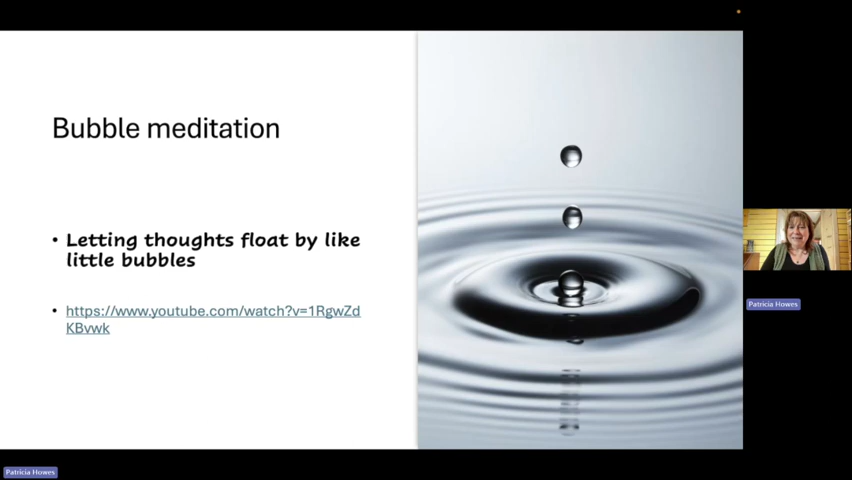 Bubble meditation
• Letting thoughts float by like
little bubbles
• https://www.youtube.com/watch?v=1RgwZd
KBvwk
Patricia Howes
Patricia Howes